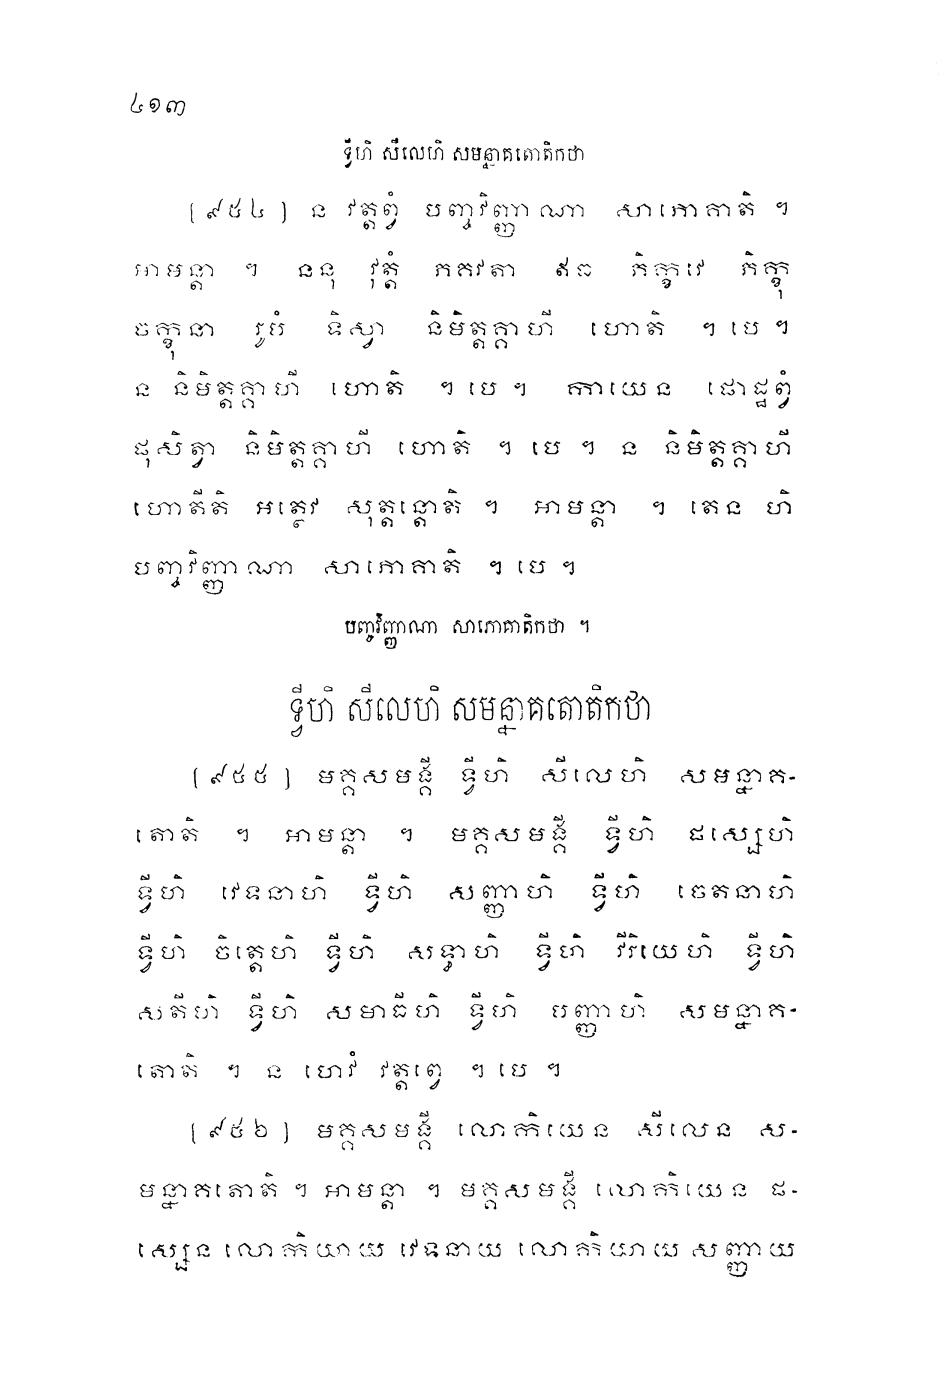 ៤១៣
ទ្វីហិ សីលេហិ សមន្នាគតោតិកថា
[៩៥៤] ន វត្តព្វំ បញ្ចវិញ្ញាណា សាភោគាតិ ។
អាមន្តា ។ ននុ វុត្តំ ភគវតា ឥធ ភិក្ខវេ ភិក្ខុ
ចក្ខុនា រូបំ ទិស្វា និមិត្តគ្គាហី ហោតិ ។ បេ ។
ន និមិត្តគ្គាហី ហោតិ ។ បេ ។ កាយេន ផោដ្ឋព្វំ
ផុសិត្វា និមិត្តគ្គាហី ហោតិ ។ បេ ។ ន និមិត្តគ្គាហី
ហោតីតិ អត្ថេវ សុត្តន្តោតិ ។ អាមន្តា ។ តេន ហិ
បញ្ចវិញ្ញាណា សាភោគាតិ ។ បេ ។
បញ្ចវិញ្ញាណា សាភោគាតិកថា ។
ទ្វីហិ សីលេហិ សមន្នាគតោតិកថា
[៩៥៥] មគ្គសមង្គី ទ្វីហិ សីលេហិ សមន្នាគ-
តោតិ ។ អាមន្តា ។ មគ្គសមង្គី ទ្វីហិ ផស្សេហិ
ទ្វីហិ វេទនាហិ ទ្វីហិ សញ្ញាហិ ទ្វីហិ ចេតនាហិ
ទ្វីហិ ចិត្តេហិ ទ្វីហិ សទ្ធាហិ ទ្វីហិ វីរិយេហិ ទ្វីហិ
សតីហិ ទ្វីហិ សមាធីហិ ទ្វីហិ បញ្ញាហិ សមន្នាគ-
តោតិ ។ ន ហេវំ វត្តព្វេ ។ បេ ។
[៩៥៦] មគ្គសមង្គី លោកិយេន សីលេន ស-
មន្នាគតោតិ ។ អាមន្តា ។ មគ្គសមង្គី លោកិយេន ផ-
ស្សេន លោកិយាយ វេទនាយ លោកិយាយ សញ្ញាយ